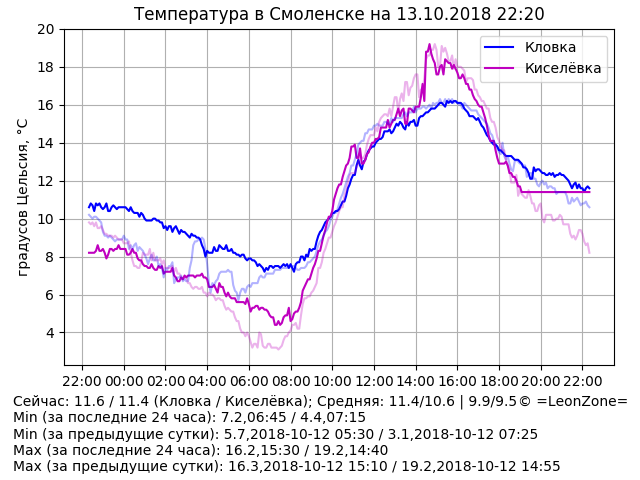 Температура в Смоленске на 13.10.2018 22:20
градусов Цельсия, °C
20
18
16
14
12
10
8
6
4
Кловка
Киселёвка
22:00 00:00 02:00 04:00 06:00 08:00 10:00 12:00 14:00 16:00 18:00 20:00 22:00
Сейчас: 11.6 / 11.4 (Кловка / Киселёвка); Средняя: 11.4/10.6 | 9.9/9.5© =LeonZone=
Min (за последние 24 часа): 7.2,06:45 / 4.4,07:15
Min (за предыдущие сутки): 5.7,2018-10-12 05:30 / 3.1,2018-10-12 07:25
Max (за последние 24 часа): 16.2,15:30 / 19.2,14:40
Max (за предыдущие сутки): 16.3,2018-10-12 15:10 / 19.2,2018-10-12 14:55